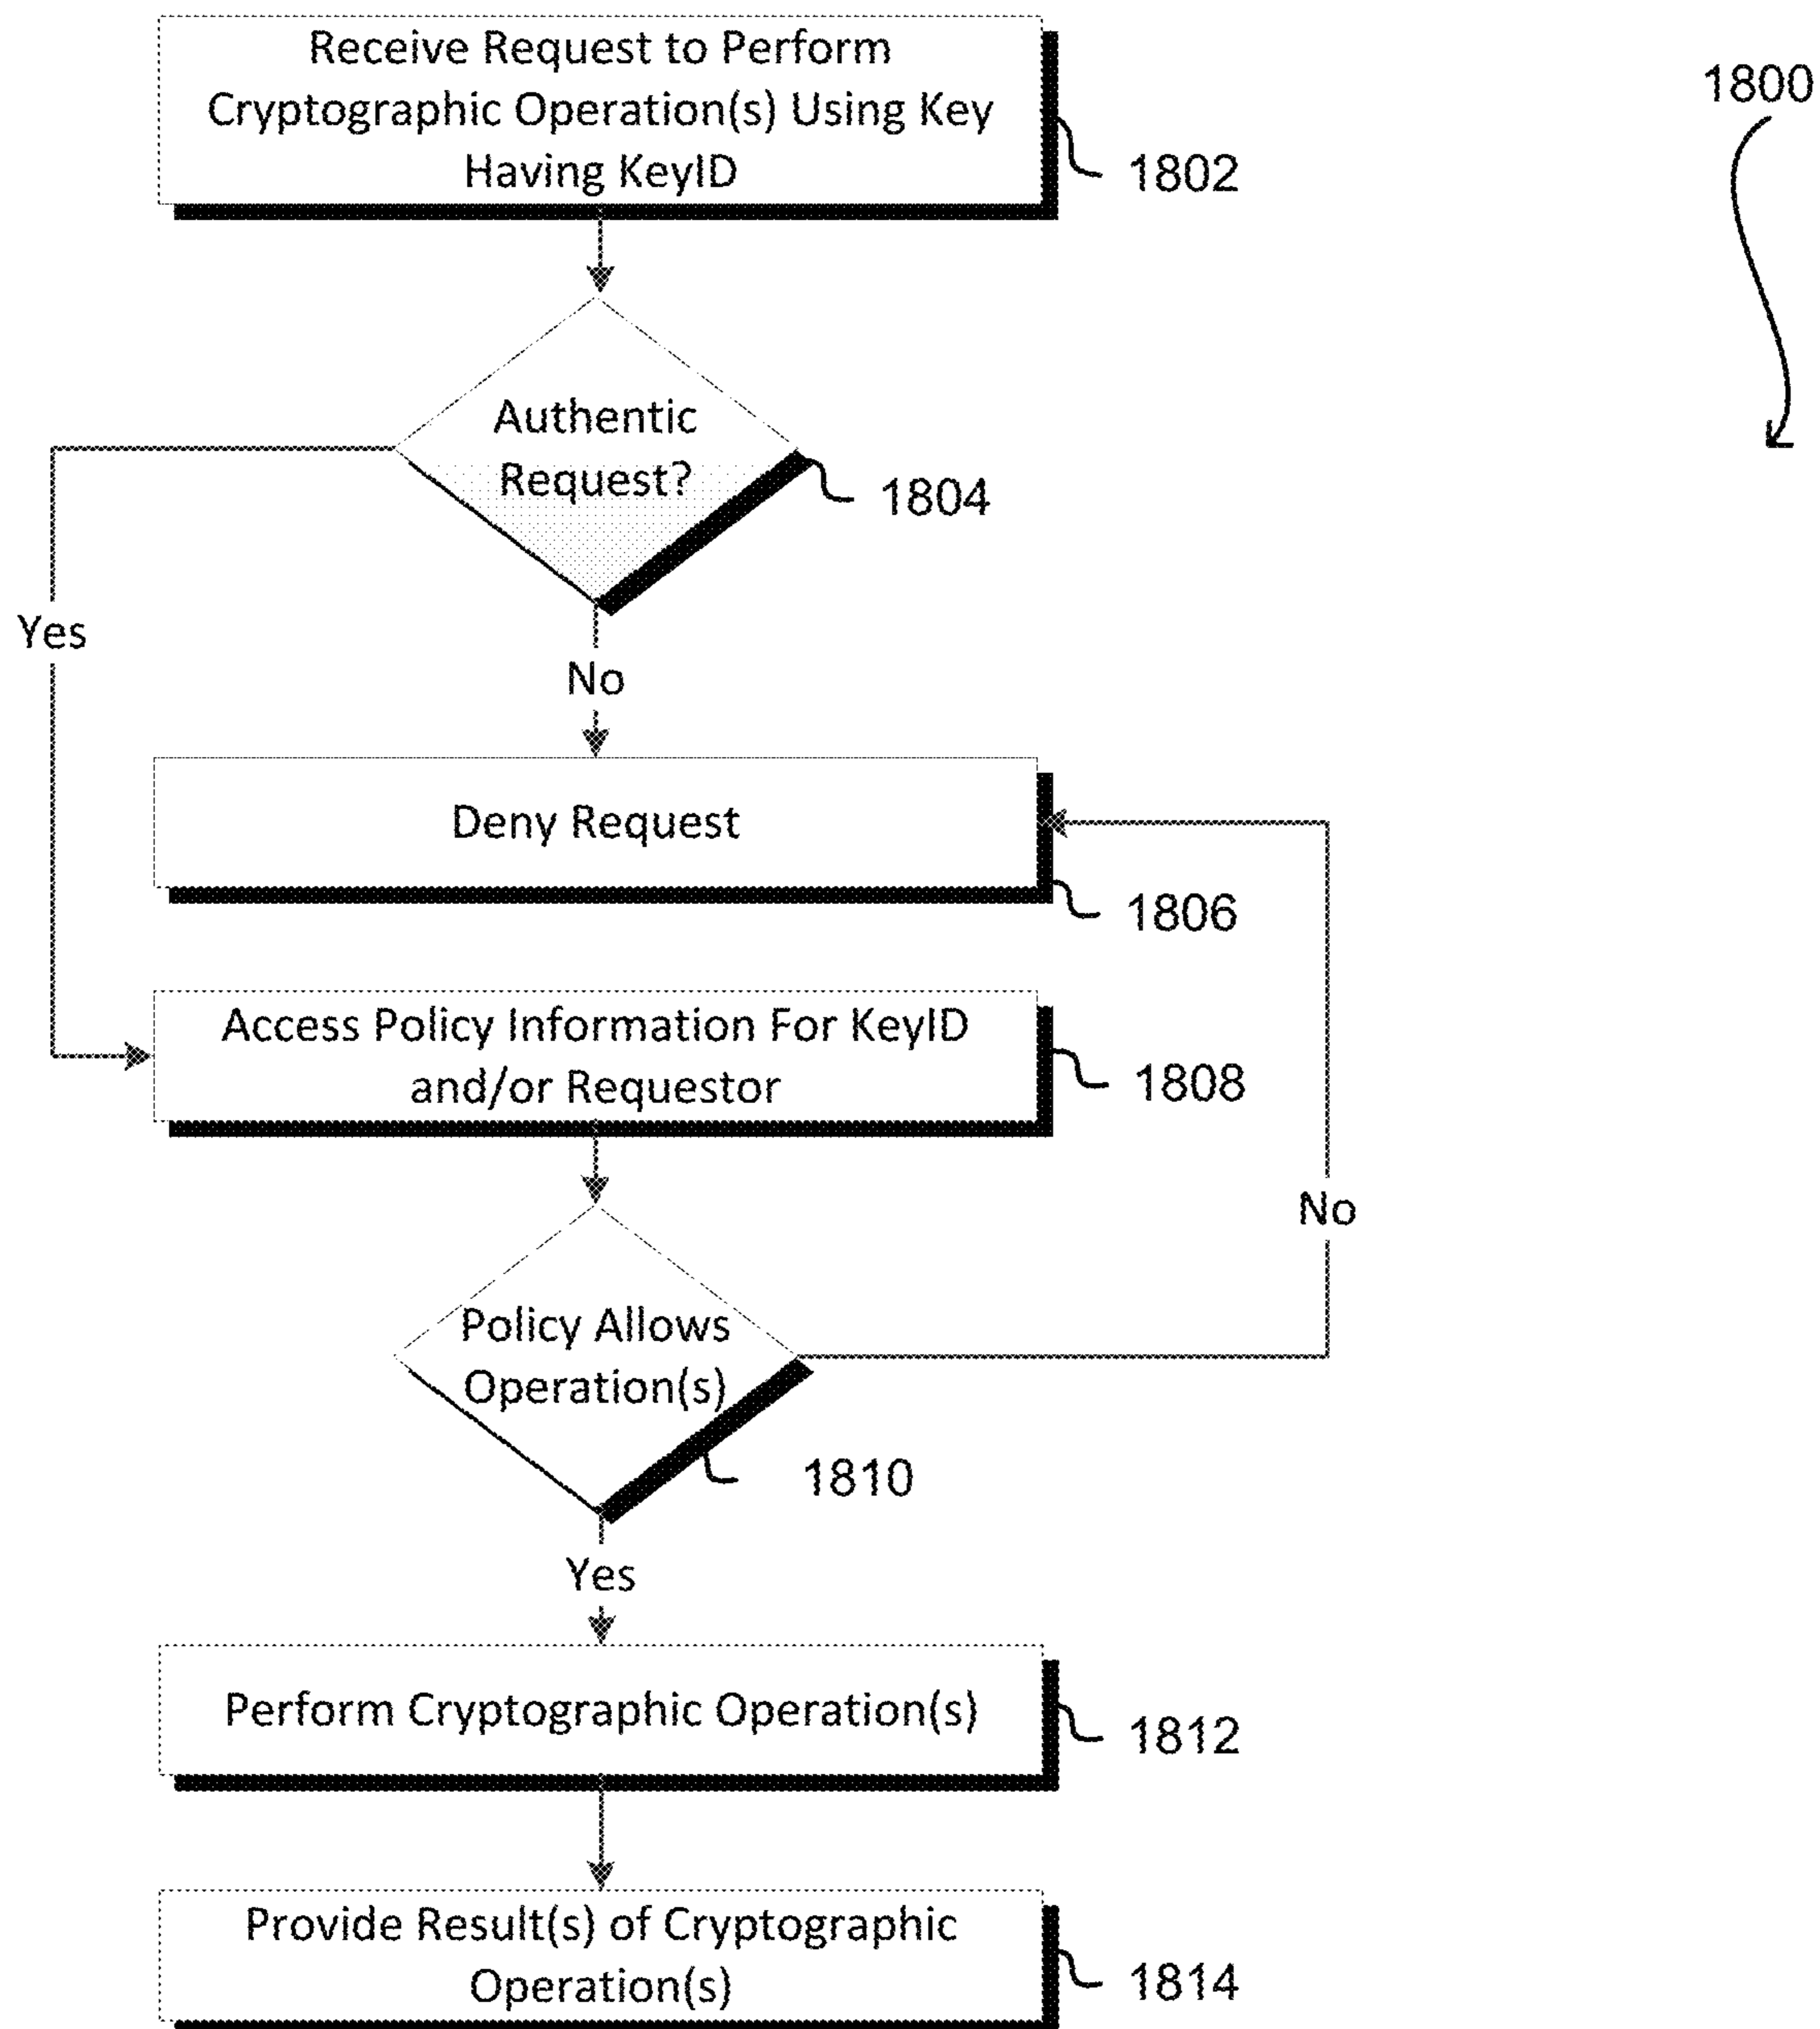 Receive Request to Perform
Cryptographic Operation(s) Using Key
Having KeyID
1802
1800
Authentic
Request?
1804
Yes
No
Deny Request
1806
Access Policy Information For KeyID
and/or Requestor
1808
No
Policy Allows
Operation(s)
1810
Yes
Perform Cryptographic Operation(s)
1812
Provide Result(s) of Cryptographic
Operation(s)
1814